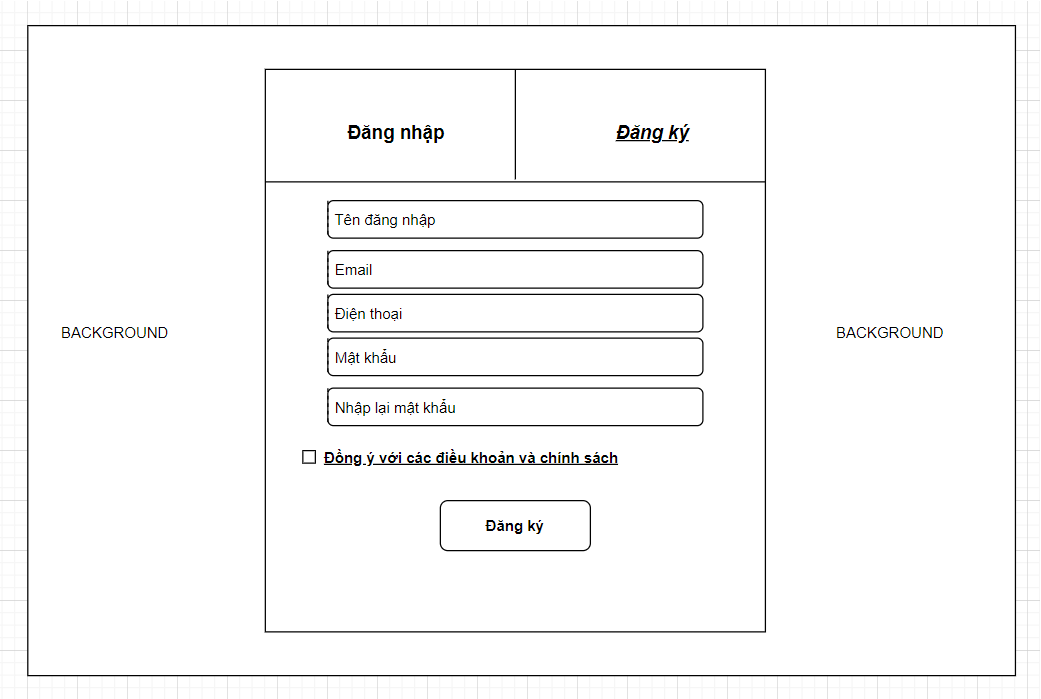 Đăng nhập
Đăng ký
Tên đăng nhập
Email
Điện thoại
BACKGROUND
BACKGROUND
Mật khẩu
Nhập lại mật khẩu
Đồng ý với các điều khoản và chính sách
Đăng ký